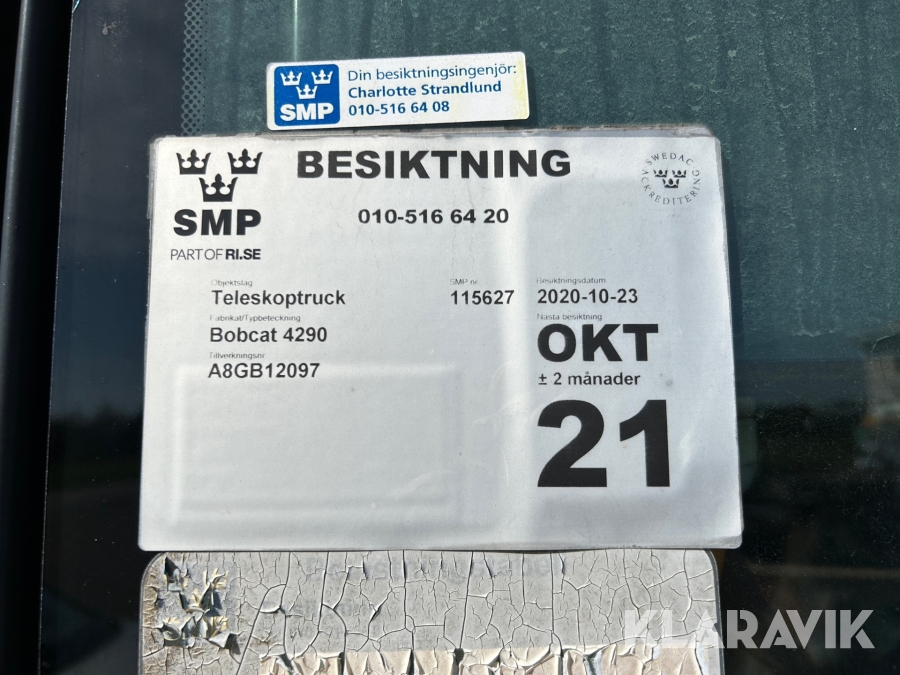 Din besiktningsingenjör:
Charlotte Strandlund
010-516 64 08
SMP
BESIKTNING
SWEDAC
ACKREDITERING
SMP
010-516 64 20
PART OF RI.SE
Objektslag
SMP nr
Besiktningsdatum
Teleskoptruck
115627
2020-10-23
Fabrikat/Typbeteckning
Nästa besiktning
Bobcat 4290
OKT
Tillverkningsnr
A8GB12097
± 2 månader
21
SMP
KLARAVIK